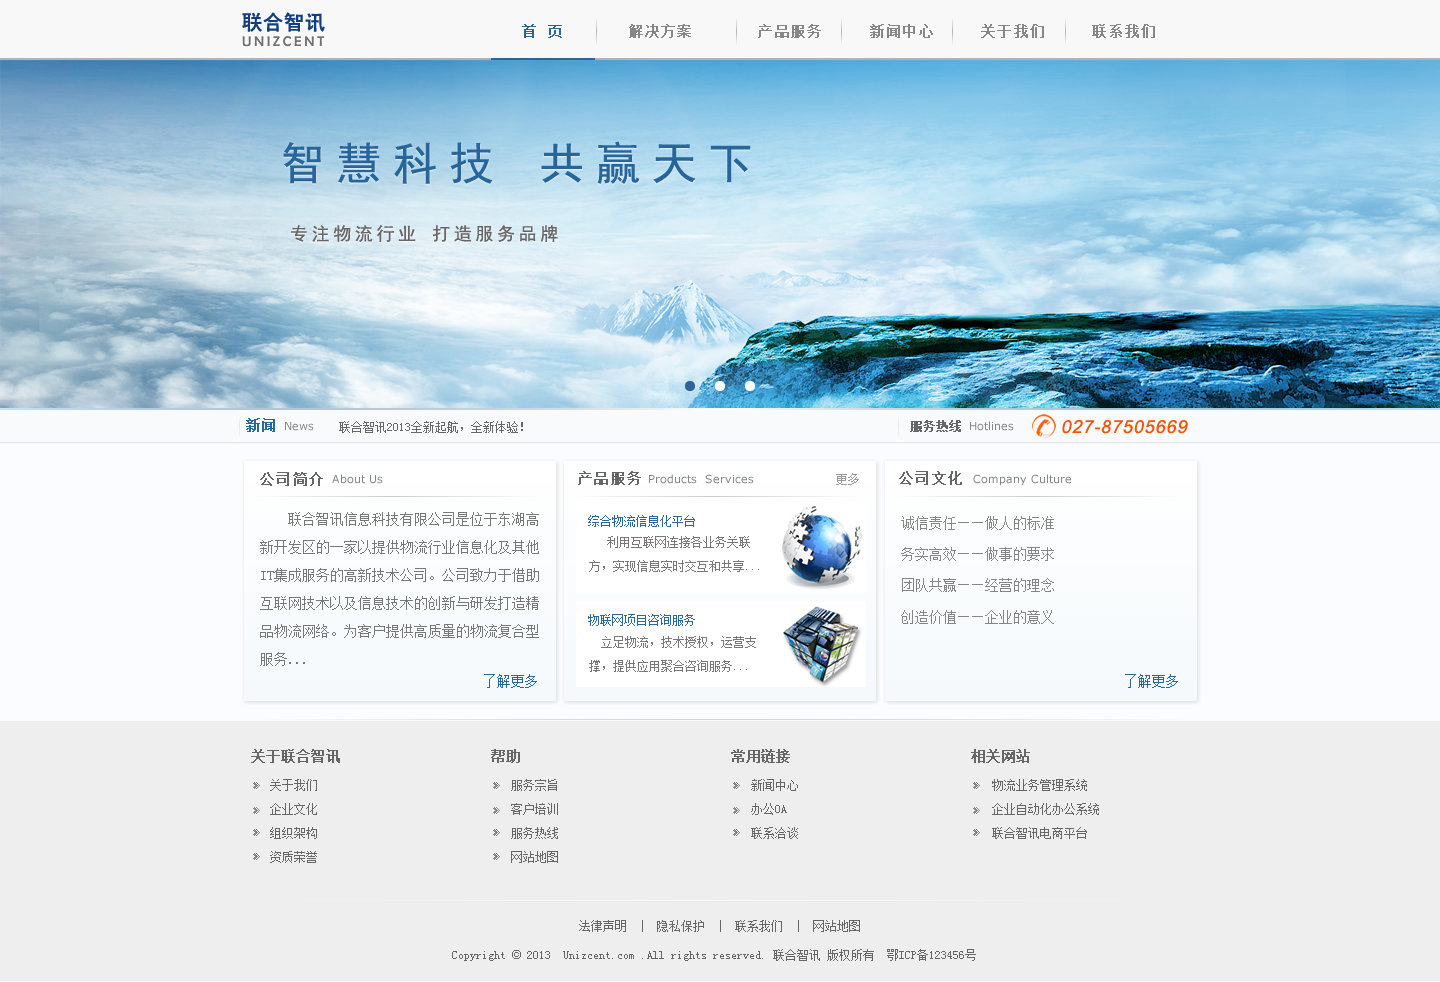 联合智讯
UNIZCENT
首 页
解决方案
产品服务
新闻中心
关于我们
联系我们
智慧科技 共赢天下
专注物流行业 打造服务品牌
新闻 News 联合智讯2013全新起航，全新体验！
服务热线 Hotlines 027-87505669
公司简介 About Us
联合智讯信息科技有限公司是位于东湖高
新开发区的一家以提供物流行业信息化及其他
IT集成服务的高新技术公司。公司致力于借助
互联网技术以及信息技术的创新与研发打造精
品物流网络。为客户提供高质量的物流复合型
服务...
了解更多
产品服务 Products Services 更多
综合物流信息化平台
利用互联网连接各业务关联
方，实现信息实时交互和共享...
物联网项目咨询服务
立足物流，技术授权，运营支
撑，提供应用聚合咨询服务...
公司文化 Company Culture
诚信责任——做人的标准
务实高效——做事的要求
团队共赢——经营的理念
创造价值——企业的意义
了解更多
关于联合智讯
关于我们
企业文化
组织架构
资质荣誉
帮助
服务宗旨
客户培训
服务热线
网站地图
常用链接
新闻中心
办公OA
联系洽谈
相关网站
物流业务管理系统
企业自动化办公系统
联合智讯电商平台
法律声明 | 隐私保护 | 联系我们 | 网站地图
Copyright © 2013 Unizcent.com .All rights reserved. 联合智讯 版权所有 鄂ICP备123456号